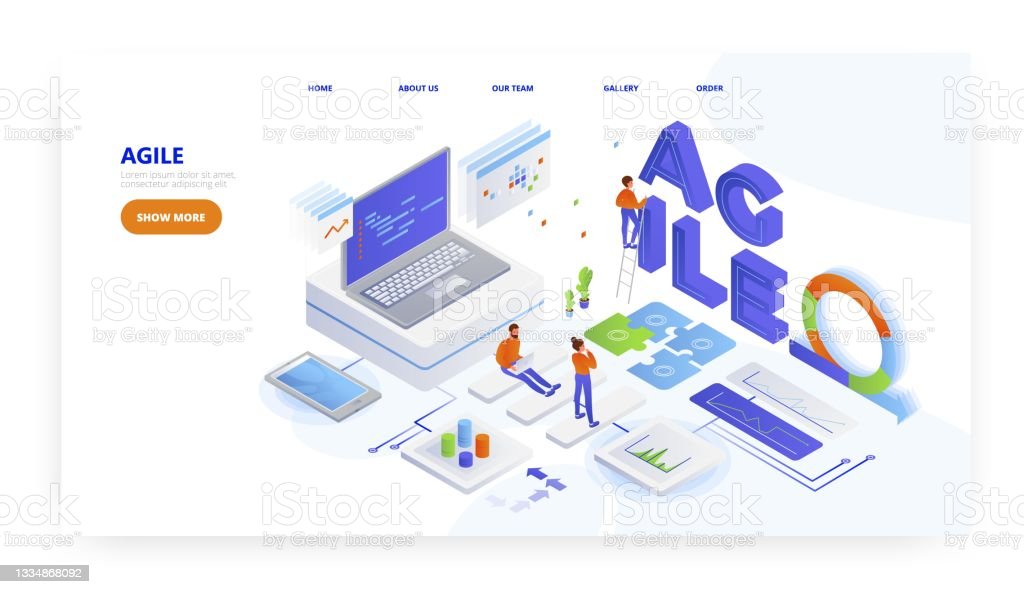 HOME ABOUT US OUR TEAM GALLERY ORDER
AGILE
Lorem ipsum dolor sit amet,
consectetur adipiscing elit
SHOW MORE
AGILE
iStock
by Getty Images™
1334868092